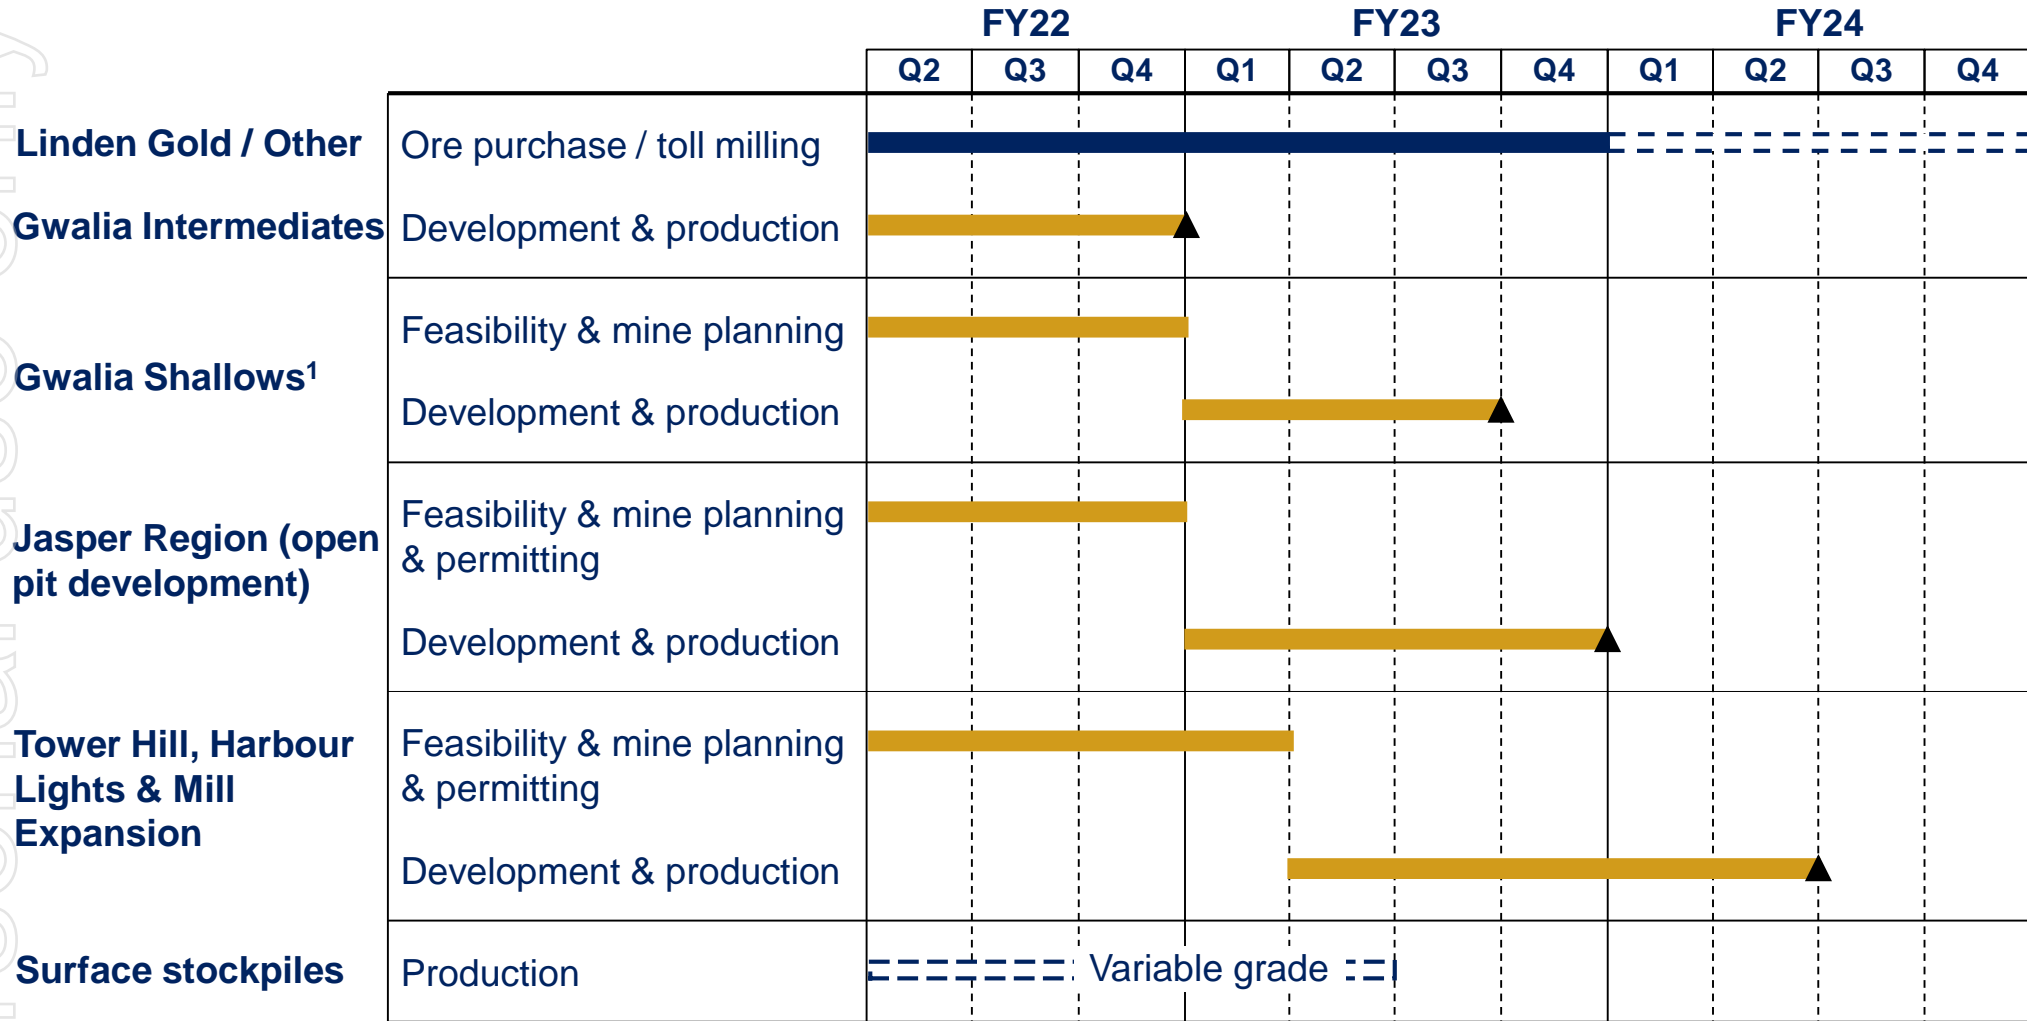 FY22 FY23 FY24
Q2 Q3 Q4 Q1 Q2 Q3 Q4 Q1 Q2 Q3 Q4
Linden Gold / Other Ore purchase / toll milling
Gwalia Intermediates Development & production
Feasibility & mine planning
Gwalia Shallows¹
Development & production
Feasibility & mine planning
& permitting
Jasper Region (open
pit development)
Development & production
Tower Hill, Harbour
Lights & Mill
Expansion
Feasibility & mine planning
& permitting
Development & production
Surface stockpiles Production Variable grade